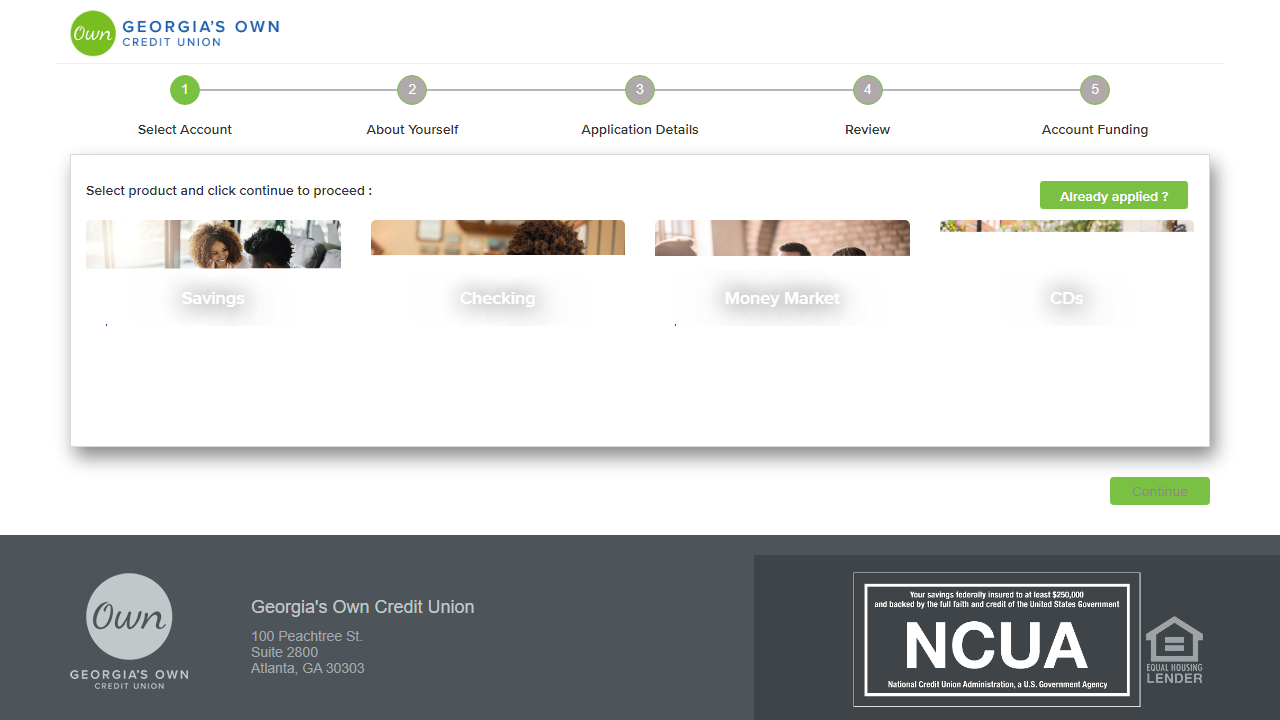 Own
GEORGIA'S OWN
CREDIT UNION
1
2
3
4
5
Select Account
About Yourself
Application Details
Review
Account Funding
Select product and click continue to proceed :
Already applied ?
Savings
Checking
Money Market
CDs
Continue
Own
GEORGIA'S OWN
CREDIT UNION
Georgia's Own Credit Union
100 Peachtree St.
Suite 2800
Atlanta, GA 30303
Your savings federally insured to at least $250,000
and backed by the full faith and credit of the United States Government
NCUA
National Credit Union Administration, a U.S. Government Agency
EQUAL HOUSING
LENDER